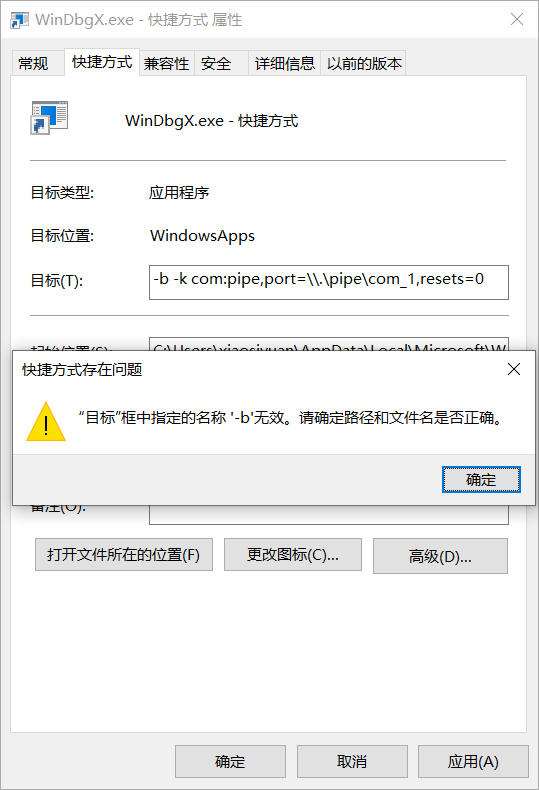 WinDbgX.exe - 快捷方式 属性
常规 快捷方式 兼容性 安全 详细信息 以前的版本
WinDbgX.exe - 快捷方式
目标类型: 应用程序
目标位置: WindowsApps
目标(T): -b -k com:pipe,port=\\.\pipe\com_1,resets=0
起始位置(S): C:\Users\xiaosiyuan\AppData\Local\Microsoft\W
快捷方式存在问题
“目标”框中指定的名称 '-b'无效。请确定路径和文件名是否正确。
确定
备注(O):
打开文件所在的位置(F) 更改图标(C)... 高级(D)...
确定 取消 应用(A)